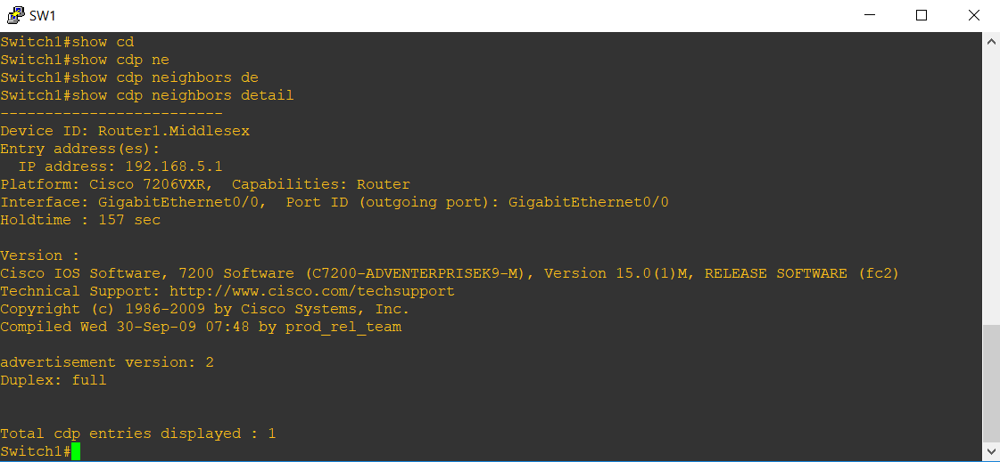 SW1
Switch1#show cd
Switch1#show cdp ne
Switch1#show cdp neighbors de
Switch1#show cdp neighbors detail
-------------------------
Device ID: Router1.Middlesex
Entry address(es):
  IP address: 192.168.5.1
Platform: Cisco 7206VXR,  Capabilities: Router
Interface: GigabitEthernet0/0,  Port ID (outgoing port): GigabitEthernet0/0
Holdtime : 157 sec

Version :
Cisco IOS Software, 7200 Software (C7200-ADVENTERPRISEK9-M), Version 15.0(1)M, RELEASE SOFTWARE (fc2)
Technical Support: http://www.cisco.com/techsupport
Copyright (c) 1986-2009 by Cisco Systems, Inc.
Compiled Wed 30-Sep-09 07:48 by prod_rel_team

advertisement version: 2
Duplex: full


Total cdp entries displayed : 1
Switch1#